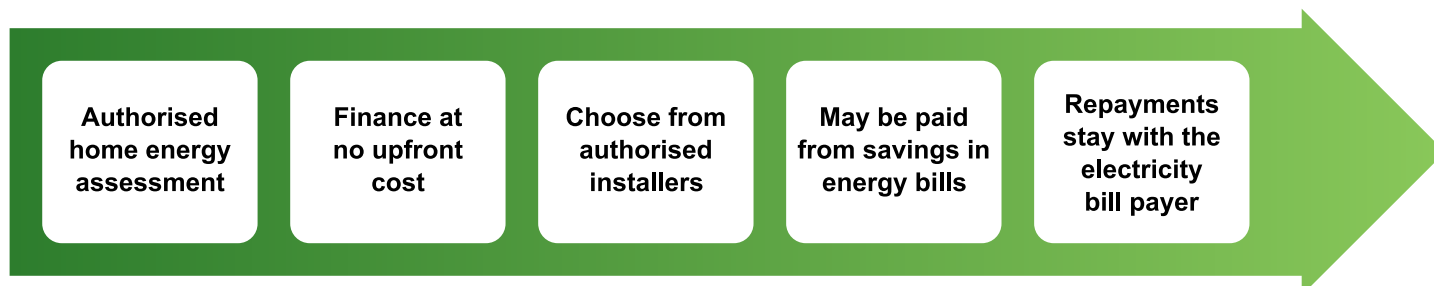 Authorised
home energy
assessment
Finance at
no upfront
cost
Choose from
authorised
installers
May be paid
from savings in
energy bills
Repayments
stay with the
electricity
bill payer